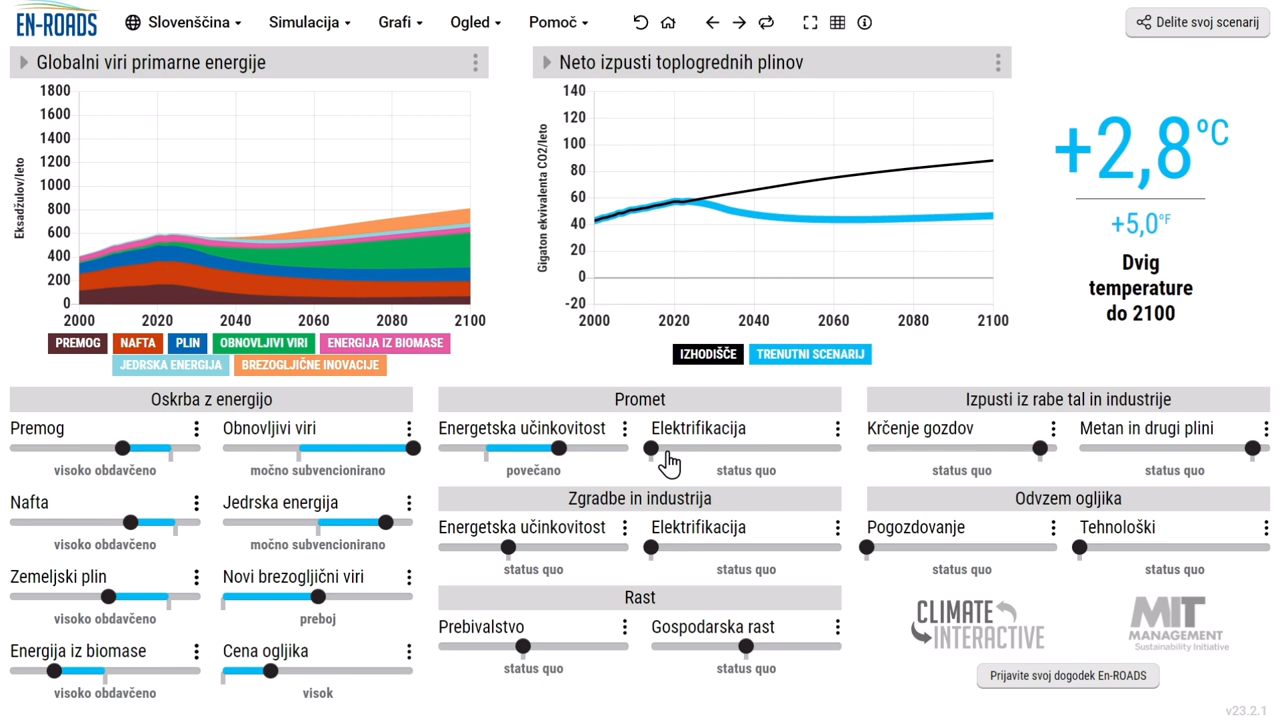 EN-ROADS
Slovenščina
Simulacija
Grafi
Ogled
Pomoč
Delite svoj scenarij
Globalni viri primarne energije
Neto izpusti toplogrednih plinov
Eksadžulov/leto
1800
1600
1400
1200
1000
800
600
400
200
0
2000 2020 2040 2060 2080 2100
PREMOG NAFTA PLIN OBNOVLJIVI VIRI ENERGIJA IZ BIOMASE
JEDRSKA ENERGIJA BREZOGLJIČNE INOVACIJE
Gigaton ekvivalenta CO2/leto
140
120
100
80
60
40
20
0
-20
2000 2020 2040 2060 2080 2100
IZHODIŠČE TRENUTNI SCENARIJ
+2,8°C
+5,0°F
Dvig
temperature
do 2100
Oskrba z energijo
Premog
visoko obdavčeno
Obnovljivi viri
močno subvencionirano
Nafta
visoko obdavčeno
Jedrska energija
močno subvencionirano
Zemeljski plin
visoko obdavčeno
Novi brezogljični viri
preboj
Energija iz biomase
visoko obdavčeno
Cena ogljika
visok
Promet
Energetska učinkovitost
povečano
Elektrifikacija
status quo
Zgradbe in industrija
Energetska učinkovitost
status quo
Elektrifikacija
status quo
Rast
Prebivalstvo
status quo
Gospodarska rast
status quo
Izpusti iz rabe tal in industrije
Krčenje gozdov
status quo
Metan in drugi plini
status quo
Odvzem ogljika
Pogozdovanje
status quo
Tehnološki
status quo
CLIMATE
INTERACTIVE
MIT
MANAGEMENT
Sustainability Initiative
Prijavite svoj dogodek En-ROADS
v23.2.1